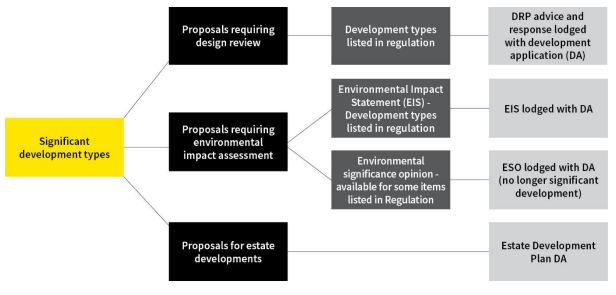 Significant
development types
Proposals requiring
design review
Development types
listed in regulation
DRP advice and
response lodged
with development
application (DA)
Proposals requiring
environmental
impact assessment
Environmental Impact
Statement (EIS) -
Development types
listed in regulation
EIS lodged with DA
Environmental
significance opinion -
available for some items
listed in Regulation
ESO lodged with DA
(no longer significant
development)
Proposals for estate
developments
Estate Development
Plan DA